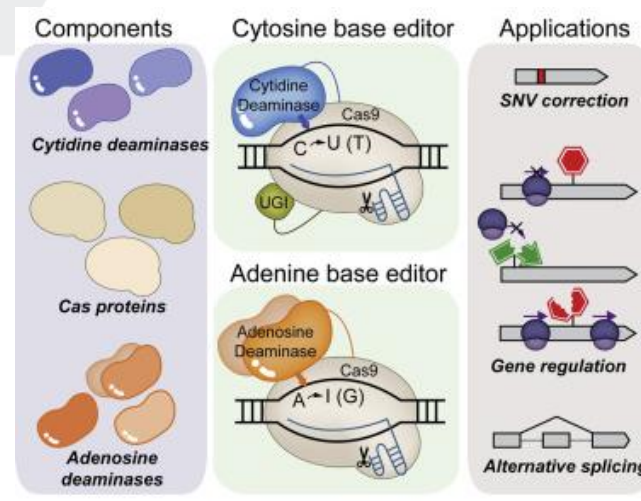 Components
Cytidine deaminases
Cas proteins
Adenosine
deaminases
Cytosine base editor
Cytidine
Deaminase
Cas9
C U (T)
UGI
Adenine base editor
Adenosine
Deaminase
Cas9
A I (G)
Applications
SNV correction
Gene regulation
Alternative splicing